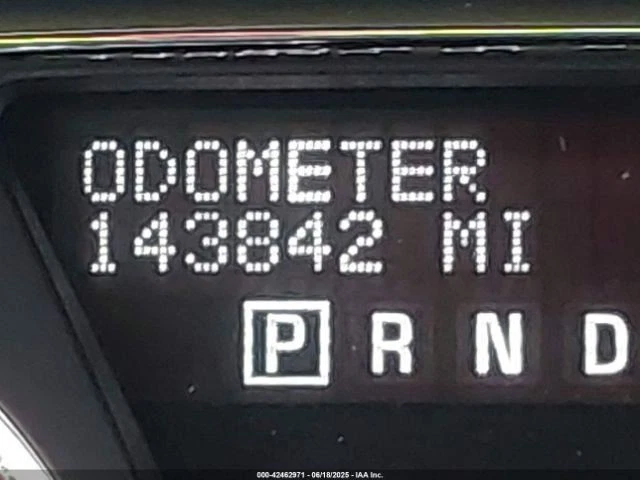 ODOMETER
143842 MI
P R N D
000-42462971 - 06/18/2025 - IAA Inc.